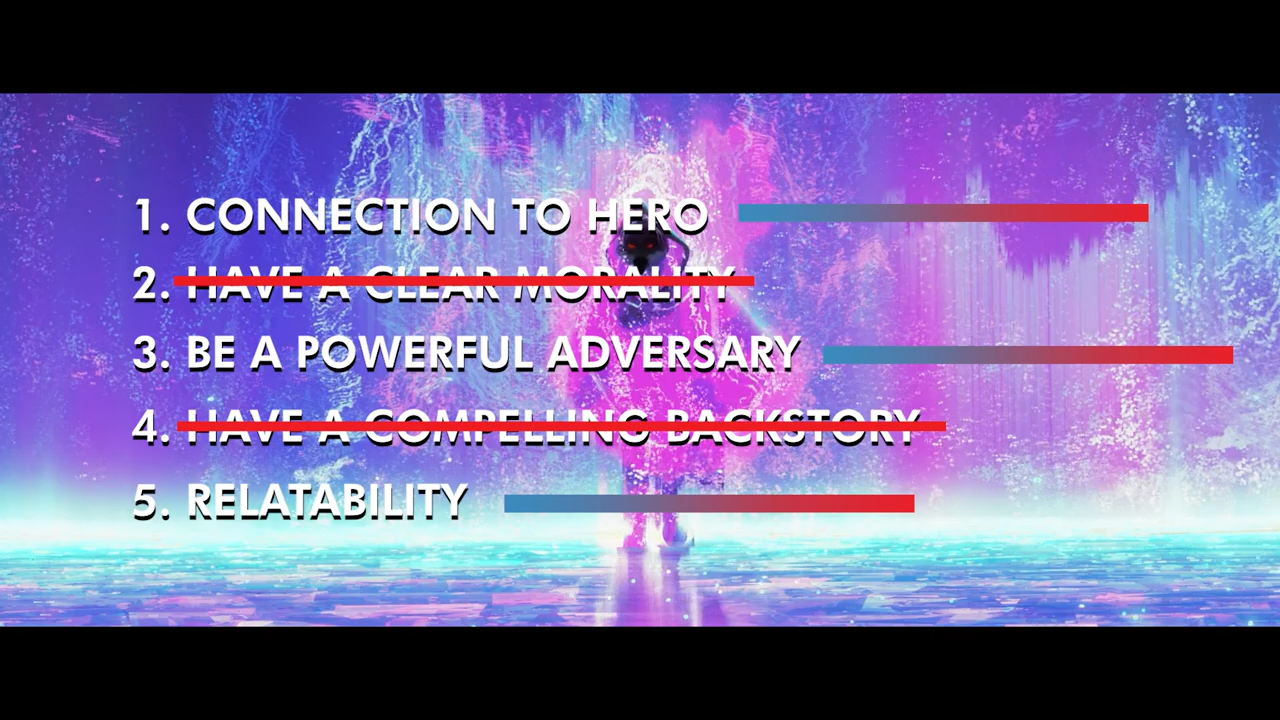 1. CONNECTION TO HERO
2. HAVE A CLEAR MORALITY
3. BE A POWERFUL ADVERSARY
4. HAVE A COMPELLING BACKSTORY
5. RELATABILITY